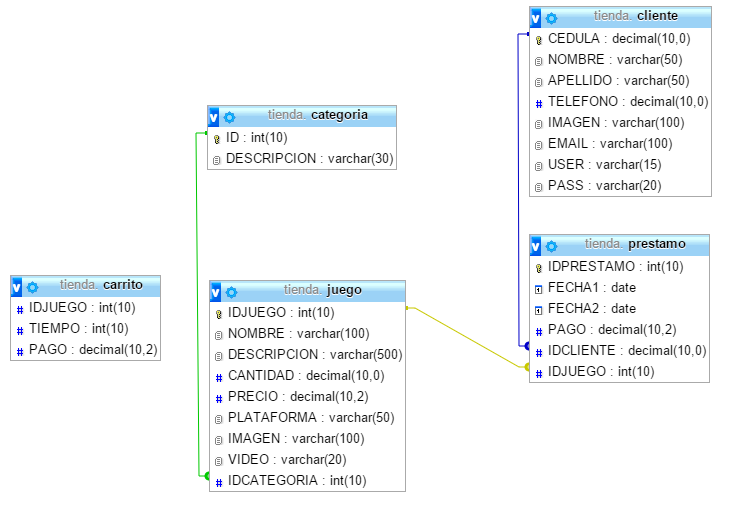 tienda. cliente
CEDULA : decimal(10,0)
NOMBRE : varchar(50)
APELLIDO : varchar(50)
TELEFONO : decimal(10,0)
IMAGEN : varchar(100)
EMAIL : varchar(100)
USER : varchar(15)
PASS : varchar(20)
tienda. categoria
ID : int(10)
DESCRIPCION : varchar(30)
tienda. prestamo
IDPRESTAMO : int(10)
FECHA1 : date
FECHA2 : date
PAGO : decimal(10,2)
IDCLIENTE : decimal(10,0)
IDJUEGO : int(10)
tienda. carrito
IDJUEGO : int(10)
TIEMPO : int(10)
PAGO : decimal(10,2)
tienda. juego
IDJUEGO : int(10)
NOMBRE : varchar(100)
DESCRIPCION : varchar(500)
CANTIDAD : decimal(10,0)
PRECIO : decimal(10,2)
PLATAFORMA : varchar(50)
IMAGEN : varchar(100)
VIDEO : varchar(20)
IDCATEGORIA : int(10)